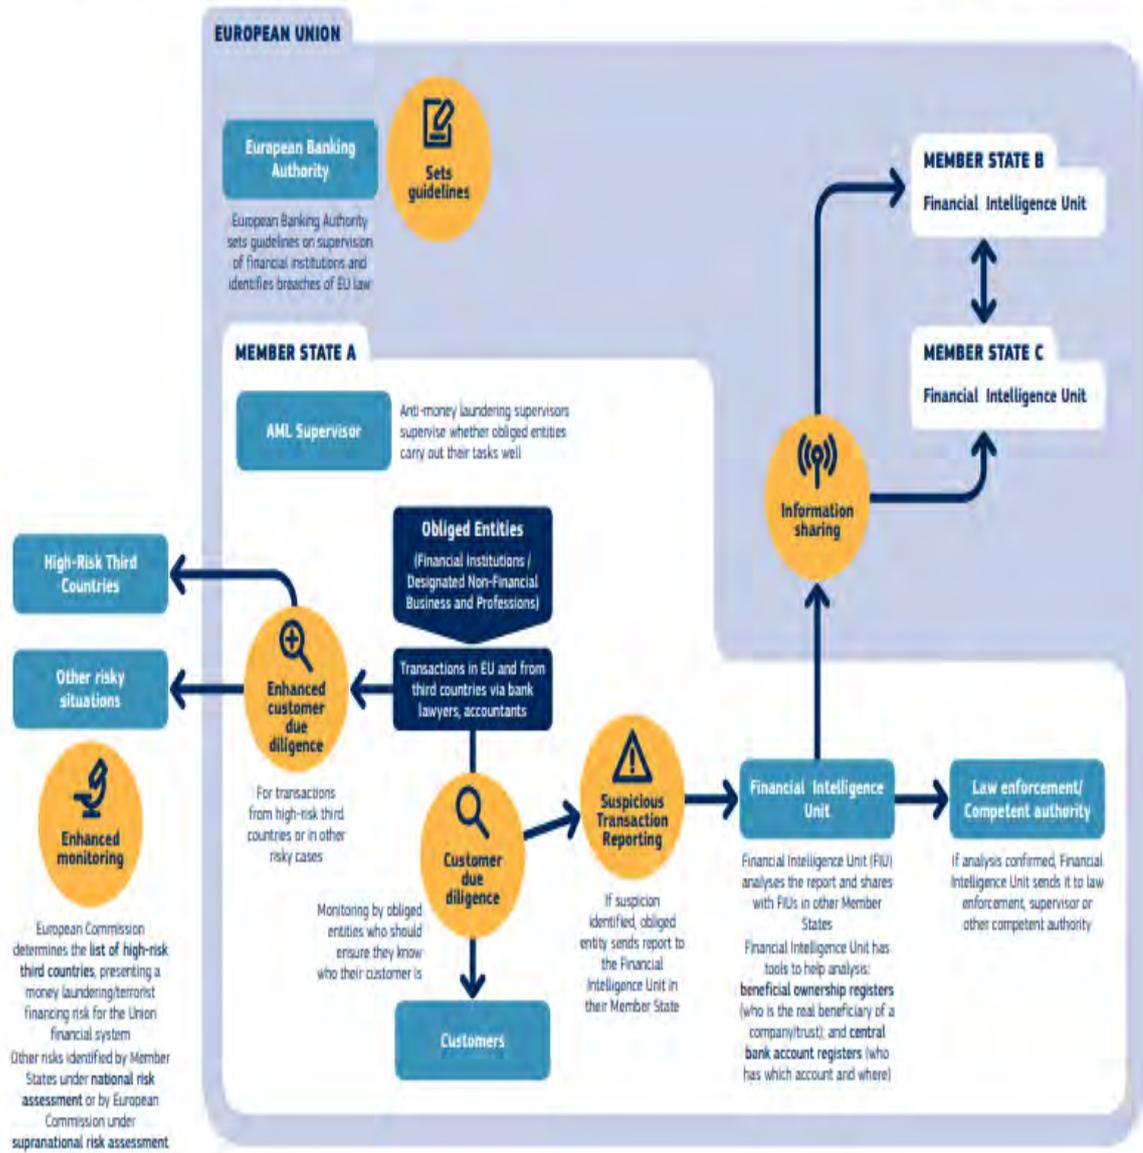 EUROPEAN UNION
European Banking
Authority
Sets
guidelines
European Banking Authority
sets guidelines on supervision
of financial institutions and
identifies breaches of EU law
MEMBER STATE B
Financial Intelligence Unit
MEMBER STATE C
Financial Intelligence Unit
Information
sharing
MEMBER STATE A
AML Supervisor
Anti-money laundering supervisors
supervise whether obliged entities
carry out their tasks well
Obliged Entities
(Financial Institutions /
Designated Non-Financial
Business and Professions)
Transactions in EU and from
third countries via bank
lawyers, accountants
High-Risk Third
Countries
Other risky
situations
Enhanced
customer
due
diligence
For transactions
from high-risk third
countries or in other
risky cases
Enhanced
monitoring
European Commission
determines the list of high-risk
third countries, presenting a
money laundering/terrorist
financing risk for the Union
financial system
Other risks identified by Member
States under national risk
assessment or by European
Commission under
supranational risk assessment
Customer
due
diligence
Monitoring by obliged
entities who should
ensure they know
who their customer is
Customers
Suspicious
Transaction
Reporting
If suspicion
identified, obliged
entity sends report to
the Financial
Intelligence Unit in
their Member State
Financial Intelligence
Unit
Financial Intelligence Unit (FIU)
analyses the report and shares
with FIUs in other Member
States
Financial Intelligence Unit has
tools to help analysis:
beneficial ownership registers
(who is the real beneficiary of a
company/trust); and central
bank account registers (who
has which account and where)
Law enforcement/
Competent authority
If analysis confirmed, Financial
Intelligence Unit sends it to law
enforcement, supervisor or
other competent authority